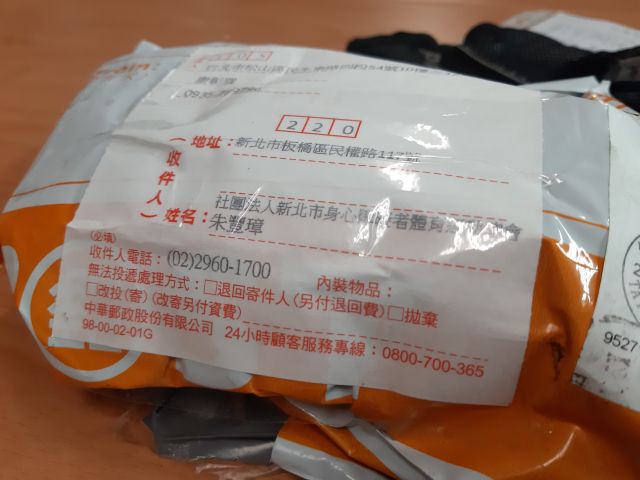 220
地址：新北市板橋區民權路117號
（收件人）
姓名：社團法人新北市身心
朱豐璋
(必填)
收件人電話：(02)2960-1700
內裝物品：
無法投遞處理方式：□退回寄件人(另付退回費)□拋棄
□改投(寄)(改寄另付資費)
中華郵政股份有限公司 24小時顧客服務專線：0800-700-365
98-00-02-01G
9527